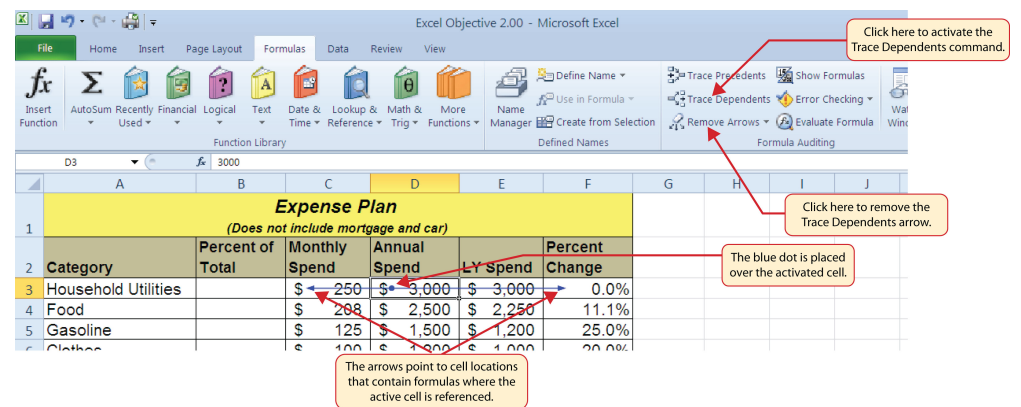 Excel Objective 2.00 - Microsoft Excel
Click here to activate the
Trace Dependents command.
File Home Insert Page Layout Formulas Data Review View
fx Σ ? A θ
Insert Function
AutoSum
Recently Used
Financial
Logical
Text
Date & Time
Lookup & Reference
Math & Trig
More Functions
Function Library
Name Manager
Define Name
Use in Formula
Create from Selection
Defined Names
Trace Precedents
Trace Dependents
Remove Arrows
Show Formulas
Error Checking
Evaluate Formula
Formula Auditing
D3 fx 3000
A B C D E F G H I J
Click here to remove the
Trace Dependents arrow.
1 Expense Plan
(Does not include mortgage and car)
2 Category Percent of Total Monthly Spend Annual Spend LY Spend Percent Change
The blue dot is placed
over the activated cell.
3 Household Utilities $ 250 $ 3,000 $ 3,000 0.0%
4 Food $ 208 $ 2,500 $ 2,250 11.1%
5 Gasoline $ 125 $ 1,500 $ 1,200 25.0%
The arrows point to cell locations
that contain formulas where the
active cell is referenced.